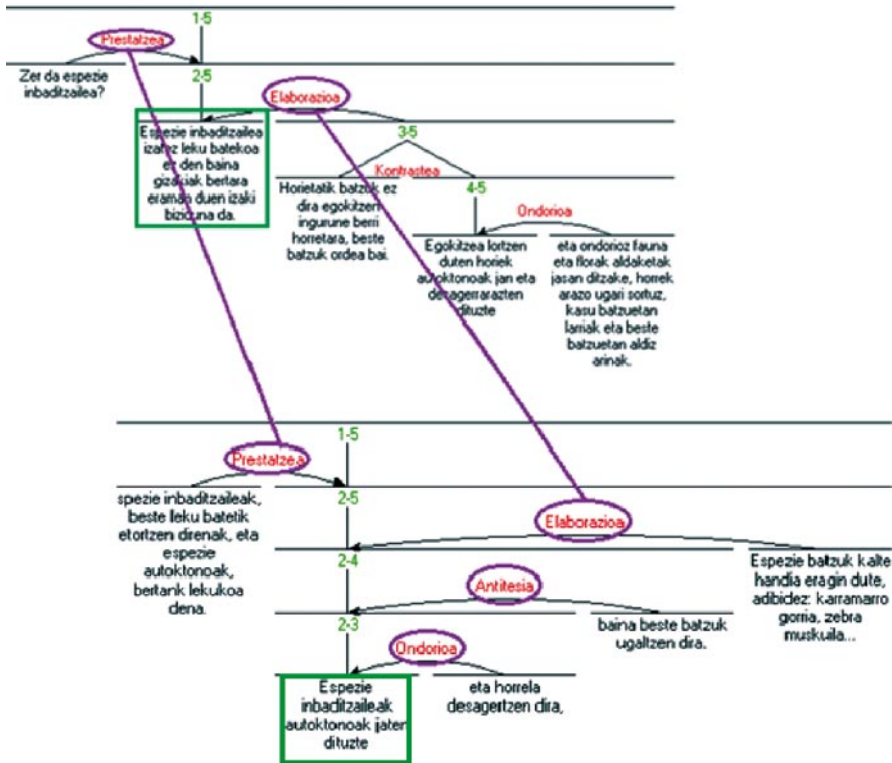 1-5
Prestatzea
Zer da espezie
inbaditzailea?
2-5
Elaborazioa
Espezie inbaditzailea
izatez leku batekoa
ez den baina
gizakiak bertara
eraman duen izaki
biziduna da.
3-5
Kontrastea
Horietatik batzuk ez
dira egokitzen
ingurune berri
horretara, beste
batzuk ordea bai.
4-5
Ondorioa
Egokitzea lortzen
duten horiek
autoktonoak jan eta
desagerrarazten
dituzte
eta ondorioz fauna
eta florak aldaketak
jasan ditzake, horrek
arazo ugari sortuz,
kasu batzuetan
larriak eta beste
batzuetan aldiz
arinak.
1-5
Prestatzea
spezie inbaditzaileak,
beste leku batetik
etortzen direnak, eta
espezie
autoktonoak,
bertank lekukoa
dena.
2-5
Elaborazioa
Espezie batzuk kalte
handia eragin dute,
adibidez: karramarro
gorria, zebra
muskuila...
2-4
Antitesia
baina beste batzuk
ugaltzen dira.
2-3
Ondorioa
Espezie
inbaditzaileak
autoktonoak ijaten
dituzte
eta horrela
desagertzen dira,